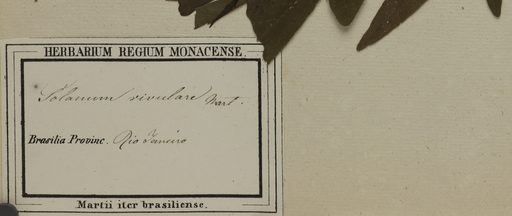 HERBARIUM REGIUM MONACENSE.
Solanum rivulare Mart.
Brasilia Provinc. Rio Janeiro
Martii iter brasiliense.